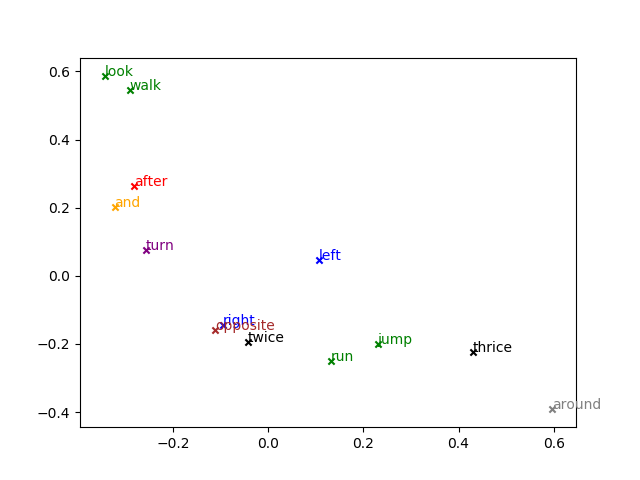 0.6
0.4
0.2
0.0
−0.2
−0.4
look
walk
after
and
turn
left
right
opposite
twice
run
jump
thrice
around
−0.2
0.0
0.2
0.4
0.6